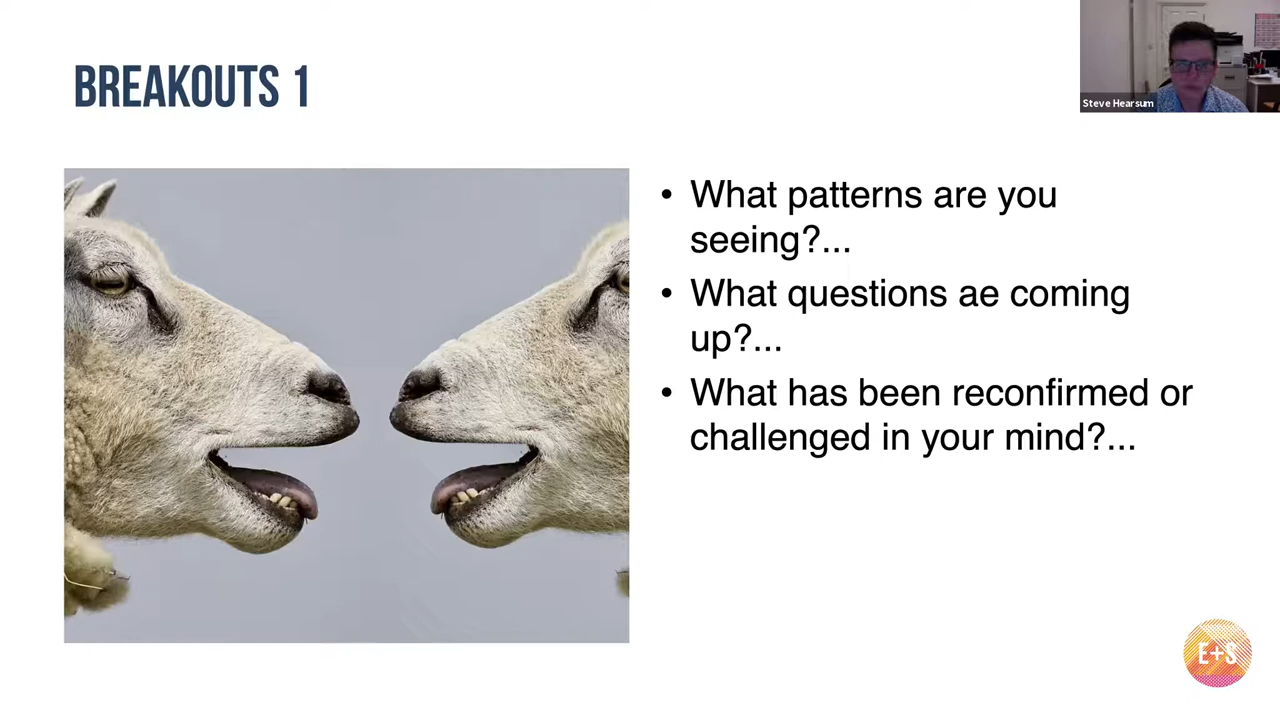 BREAKOUTS 1
Steve Hearsum
• What patterns are you
seeing?...
• What questions ae coming
up?...
• What has been reconfirmed or
challenged in your mind?...
E+S